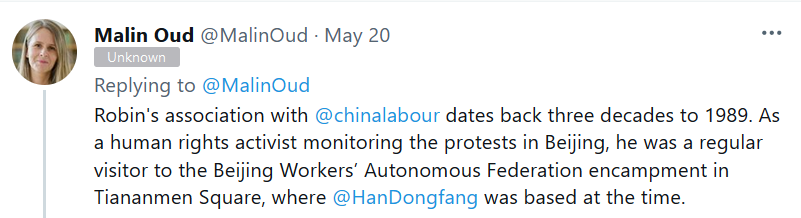 Malin Oud @MalinOud · May 20
Unknown
Replying to @MalinOud
Robin's association with @chinalabour dates back three decades to 1989. As
a human rights activist monitoring the protests in Beijing, he was a regular
visitor to the Beijing Workers’ Autonomous Federation encampment in
Tiananmen Square, where @HanDongfang was based at the time.